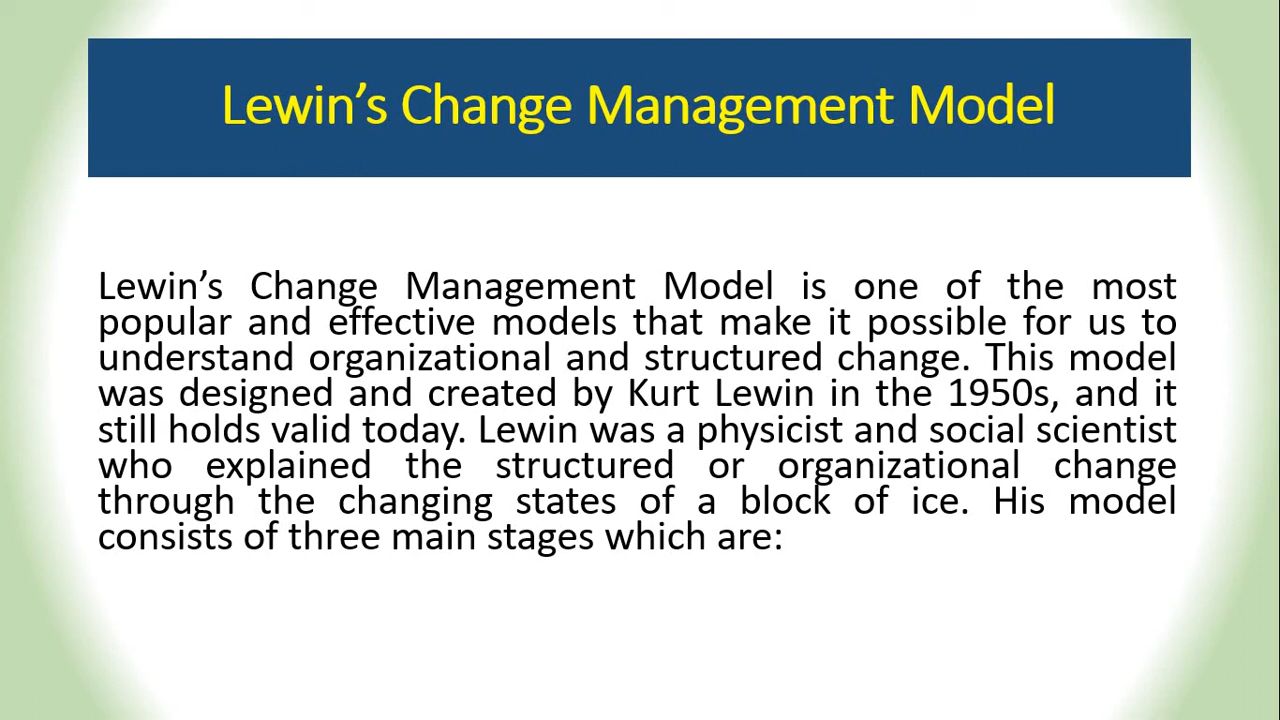 Lewin’s Change Management Model
Lewin’s Change Management Model is one of the most
popular and effective models that make it possible for us to
understand organizational and structured change. This model
was designed and created by Kurt Lewin in the 1950s, and it
still holds valid today. Lewin was a physicist and social scientist
who explained the structured or organizational change
through the changing states of a block of ice. His model
consists of three main stages which are: